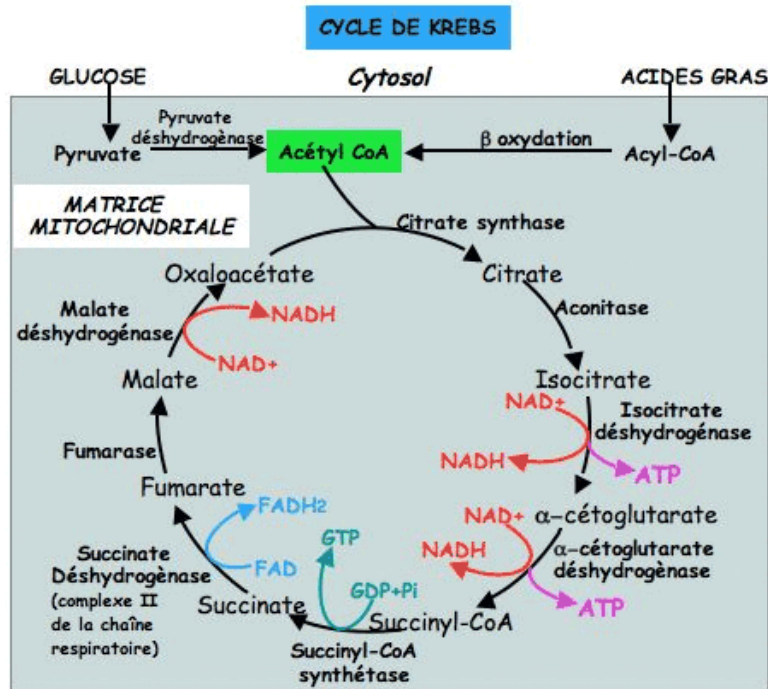 CYCLE DE KREBS
GLUCOSE
Cytosol
ACIDES GRAS
Pyruvate
Pyruvate
déshydrogènase
Acétyl CoA
β oxydation
Acyl-CoA
MATRICE
MITOCHONDRIALE
Citrate synthase
Oxaloacétate
Citrate
Malate
déshydrogénase
NADH
NAD+
Aconitase
Malate
Isocitrate
NAD+
Isocitrate
déshydrogénase
NADH
ATP
Fumarase
Fumarate
α-cétoglutarate
FADH2
FAD
GTP
GDP+Pi
NAD+
NADH
α-cétoglutarate
déshydrogénase
ATP
Succinate
Déshydrogènase
(complexe II
de la chaîne
respiratoire)
Succinate
Succinyl-CoA
Succinyl-CoA
synthétase